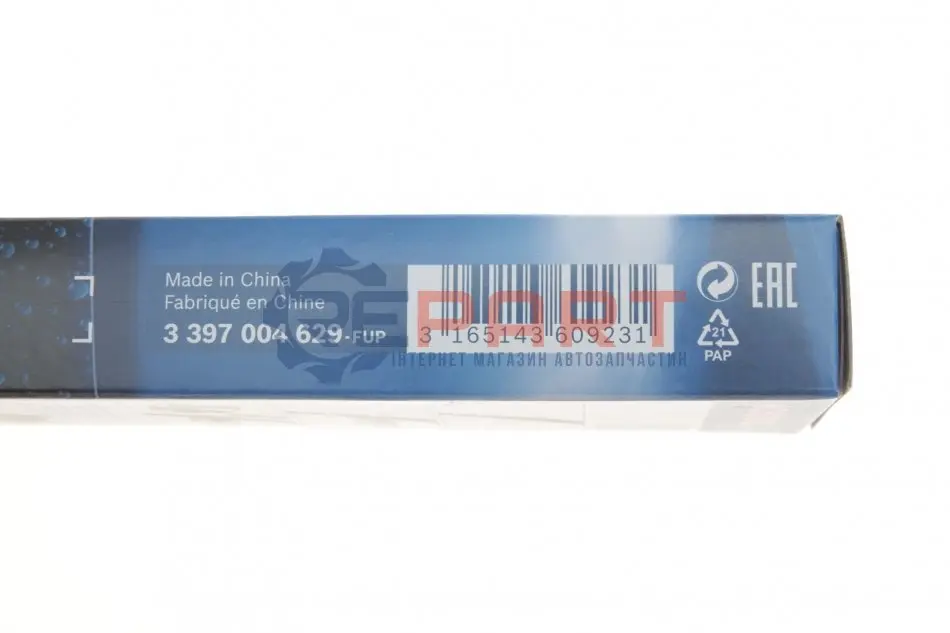 Made in China
Fabriqué en Chine
3 397 004 629-FUP
3 165143 609231
REPART
ІНТЕРНЕТ МАГАЗИН АВТОЗАПЧАСТИН
EAC
21
PAP